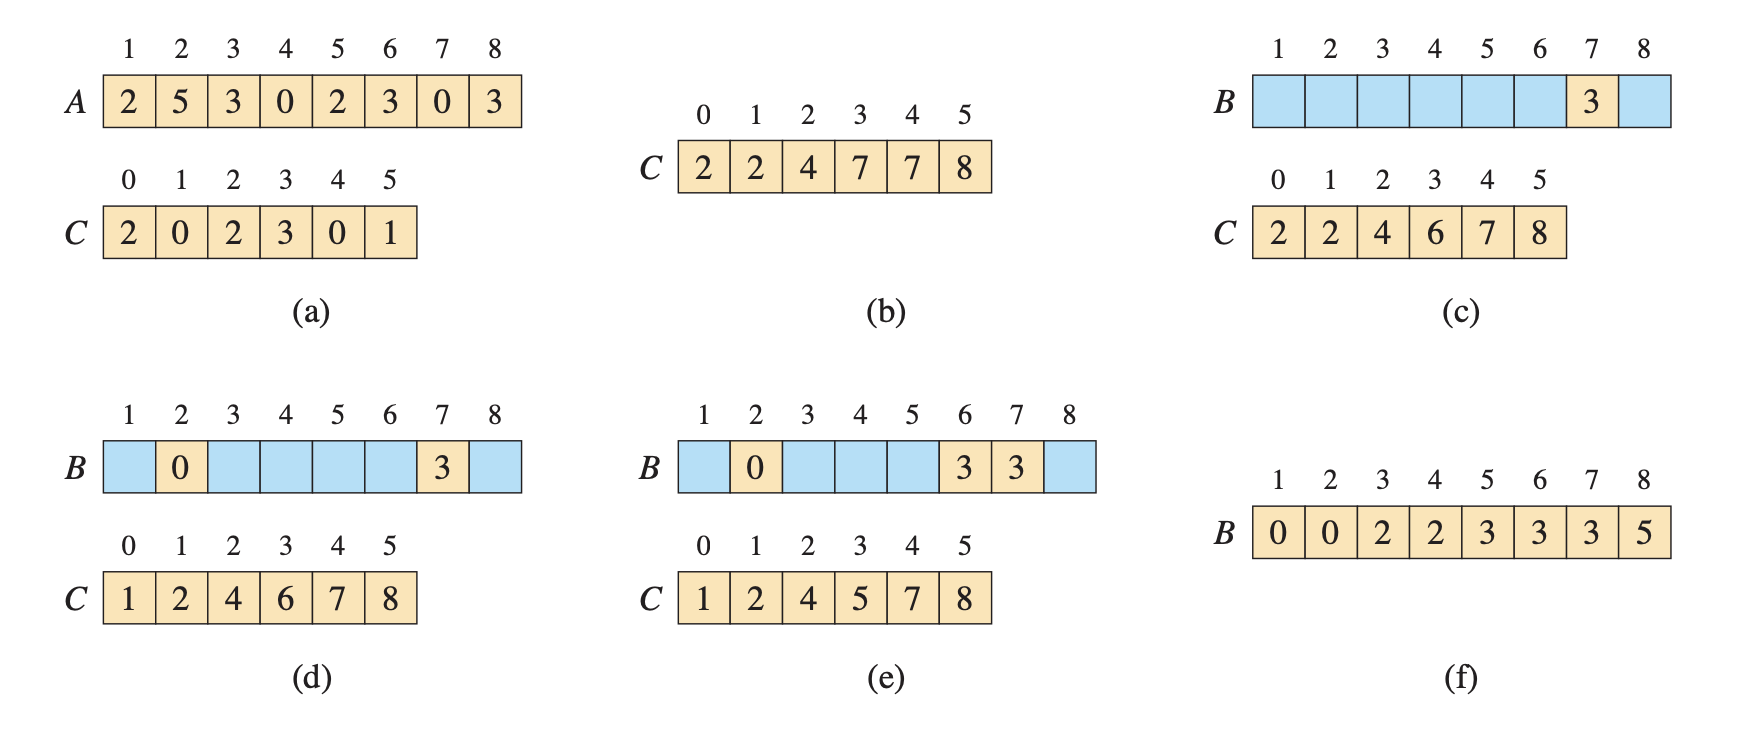 1 2 3 4 5 6 7 8
A 2 5 3 0 2 3 0 3
0 1 2 3 4 5
C 2 0 2 3 0 1
(a)
0 1 2 3 4 5
C 2 2 4 7 7 8
(b)
1 2 3 4 5 6 7 8
B 3
0 1 2 3 4 5
C 2 2 4 6 7 8
(c)
1 2 3 4 5 6 7 8
B 0 3
0 1 2 3 4 5
C 1 2 4 6 7 8
(d)
1 2 3 4 5 6 7 8
B 0 3 3
0 1 2 3 4 5
C 1 2 4 5 7 8
(e)
1 2 3 4 5 6 7 8
B 0 0 2 2 3 3 3 5
(f)